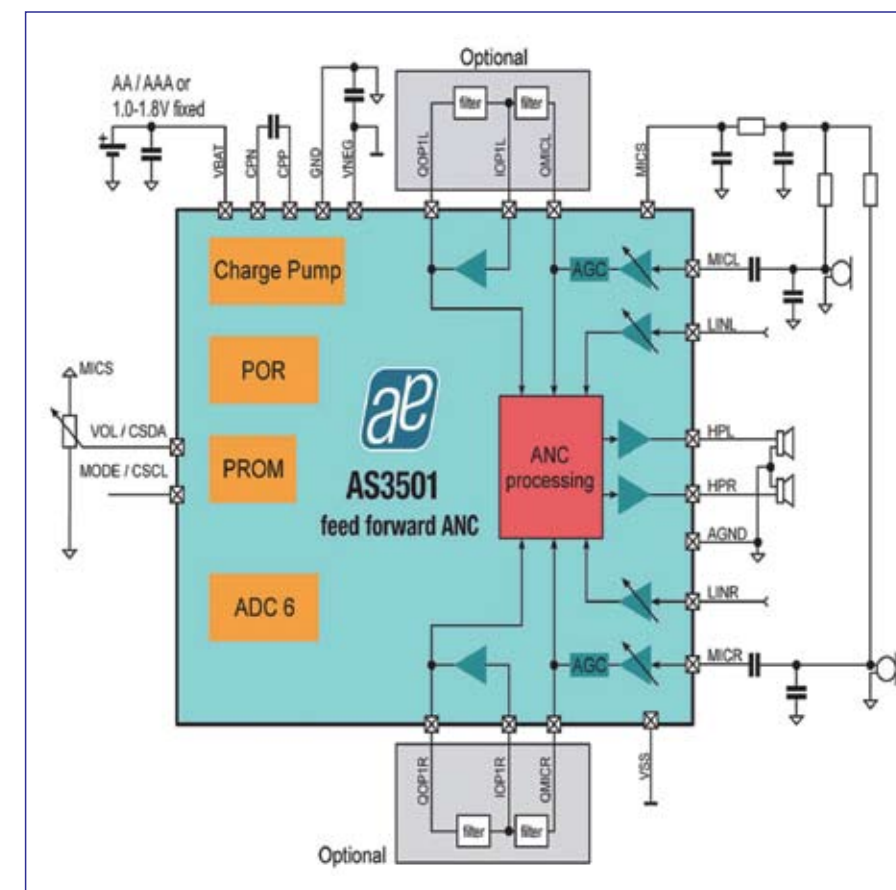 Optional
AA / AAA or
1.0-1.8V fixed
filter
filter
VBAT
CPN
CPP
GND
VNEG
QOP1L
IOP1L
QMICL
MICS
Charge Pump
AGC
MICL
LINL
POR
MICS
ae
VOL / CSDA
HPL
PROM
ANC
processing
MODE / CSCL
AS3501
HPR
feed forward ANC
AGND
ADC 6
LINR
AGC
MICR
QOP1R
IOP1R
QMICR
VSS
filter
filter
Optional